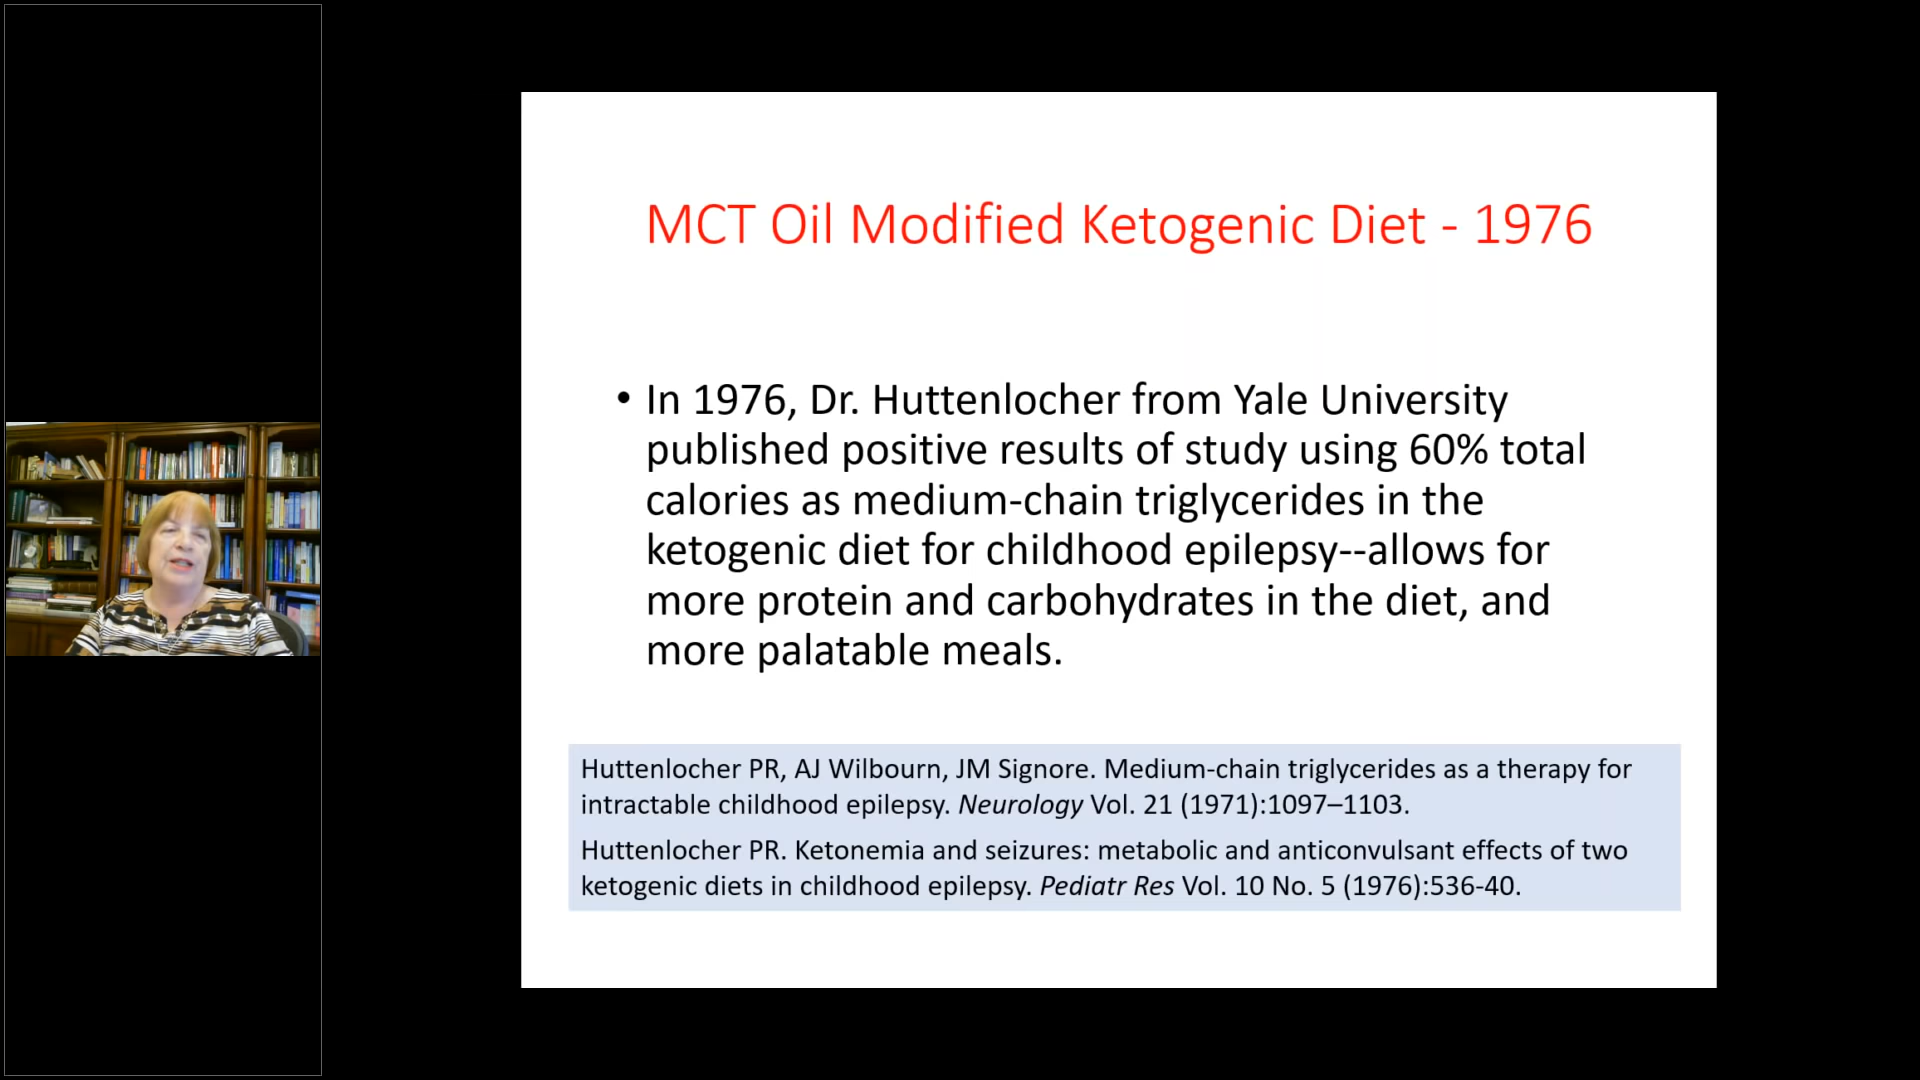 MCT Oil Modified Ketogenic Diet - 1976
• In 1976, Dr. Huttenlocher from Yale University
published positive results of study using 60% total
calories as medium-chain triglycerides in the
ketogenic diet for childhood epilepsy--allows for
more protein and carbohydrates in the diet, and
more palatable meals.
Huttenlocher PR, AJ Wilbourn, JM Signore. Medium-chain triglycerides as a therapy for
intractable childhood epilepsy. Neurology Vol. 21 (1971):1097–1103.
Huttenlocher PR. Ketonemia and seizures: metabolic and anticonvulsant effects of two
ketogenic diets in childhood epilepsy. Pediatr Res Vol. 10 No. 5 (1976):536-40.